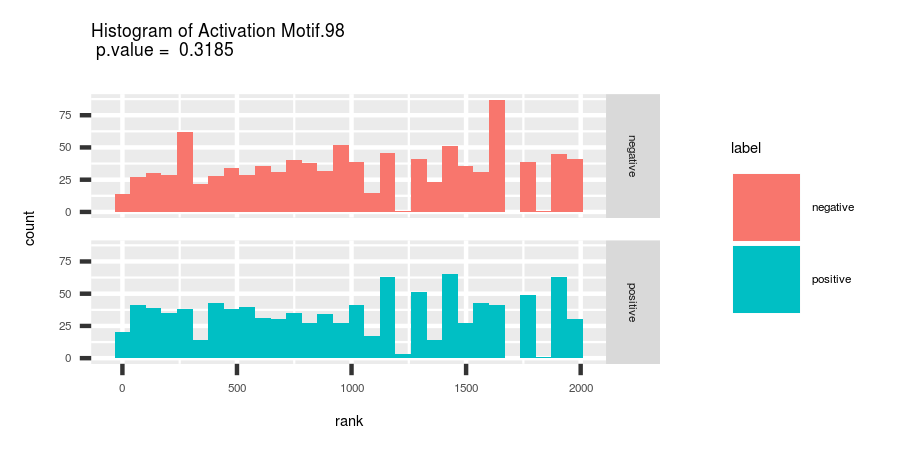 Histogram of Activation Motif.98
p.value = 0.3185
count
75
50
25
0
negative
75
50
25
0
positive
0 500 1000 1500 2000
rank
label
negative
positive